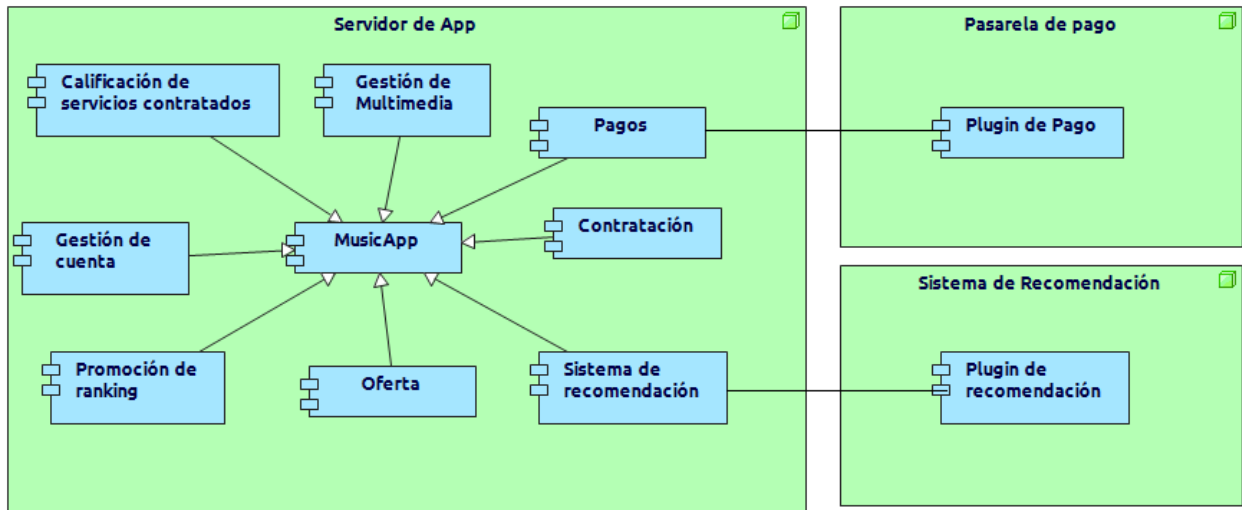 Servidor de App
Calificación de
servicios contratados
Gestión de
Multimedia
Pagos
Gestión de
cuenta
MusicApp
Contratación
Promoción de
ranking
Oferta
Sistema de
recomendación
Pasarela de pago
Plugin de Pago
Sistema de Recomendación
Plugin de
recomendación